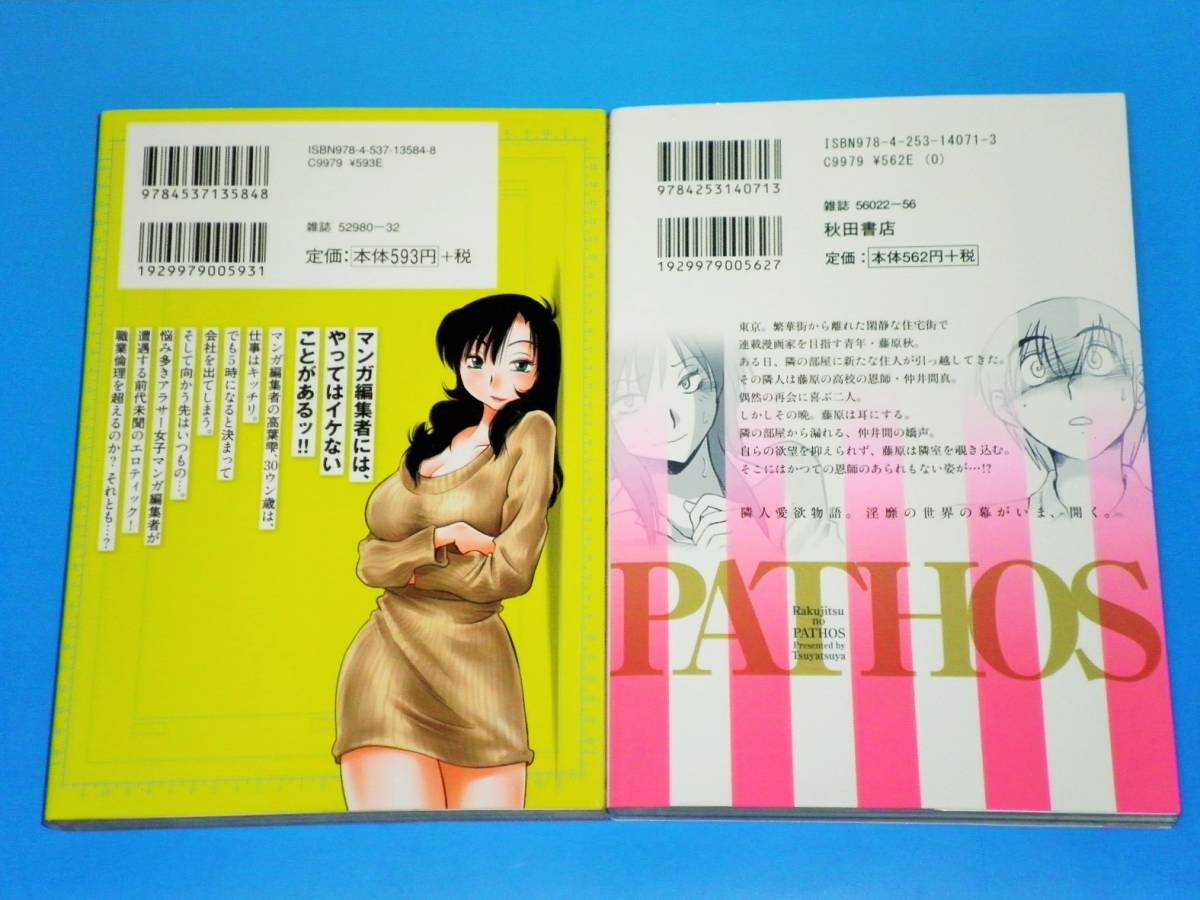 ISBN978-4-537-13584-8
C9979 ¥593E
9784537135848
雑誌 52980-32
定価:本体593円+税
1929979005931
マンガ編集者には、
やってはイケない
ことがあるッ!!
マンガ編集者の高葉雫、30ウン歳は、
仕事はキッチリ。
でも5時になると決まって
会社を出てしまう。
そして向かう先はいつもの…。
悩み多きアラサー女子マンガ編集者が
遭遇する前代未聞のエロティック!
職業倫理を超えるのか?それとも…?
ISBN978-4-253-14071-3
C9979 ¥562E (0)
9784253140713
雑誌 56022-56
秋田書店
1929979005627
定価:本体562円+税
東京。繁華街から離れた閑静な住宅街で
連載漫画家を目指す青年・藤原秋。
ある日、隣の部屋に新たな住人が引っ越してきた。
その隣人は藤原の高校の恩師・仲井間真。
偶然の再会に喜ぶ二人。
しかしその晩。藤原は耳にする。
隣の部屋から漏れる、仲井間の嬌声。
自らの欲望を抑えられず、藤原は隣室を覗き込む。
そこにはかつての恩師のあられもない姿が…!?
隣人愛欲物語。淫靡の世界の幕がいま、開く。
PATHOS
Rakujitsu
no
PATHOS
Presented by
Tsuyatsuya